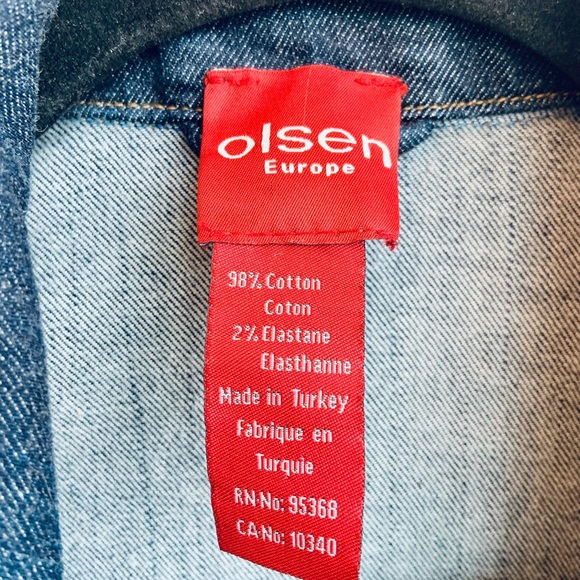 olsen
Europe
98% Cotton
Coton
2% Elastane
Elasthanne
Made in Turkey
Fabrique en
Turquie
RN-No: 95368
CA-No: 10340